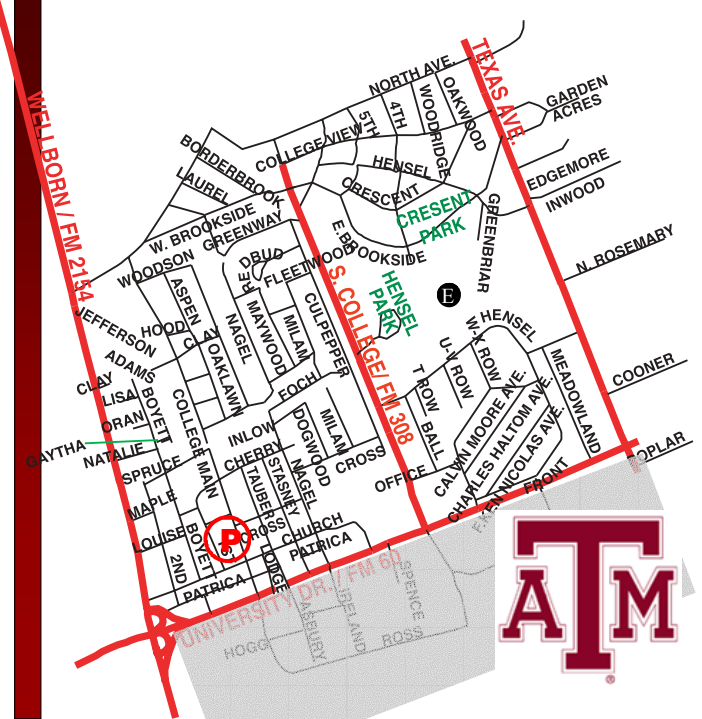 NORTH AVE.
TEXAS AVE.
OAKWOOD
WOODRIDGE
4TH
5TH
GARDEN
ACRES
COLLEGE VIEW
BORDERBROOK
LAUREL
HENSEL
CRESCENT
CRESENT
PARK
EDGEMORE
INWOOD
WELLBORN / FM 2154
W. BROOKSIDE
GREENWAY
WOODSON
E.BROOKSIDE
GREENBRIAR
N. ROSEMARY
REDBUD
FLEETWOOD
ASPEN
HENSEL
PARK
E
S. COLLEGE/ FM 308
JEFFERSON
HOOD
CLAY
NAGEL
MAYWOOD
MILAM
CULPEPPER
HENSEL
W-X ROW
U-V ROW
T ROW
ADAMS
CLAY
LISA
ORAN
BOYETT
OAKLAWN
FOCH
MEADOWLAND
COONER
GAYTHA
NATALIE
SPRUCE
COLLEGE MAIN
INLOW
CHERRY
DOGWOOD
MILAM
CROSS
BALL
OFFICE
CALVIN MOORE AVE.
CHARLES HALTOM AVE.
F.KEN NICOLAS AVE.
FRONT
OPLAR
MAPLE
TAUBER
STASNEY
NAGEL
LOUISE
2ND
BOYETT
P
CROSS
CHURCH
PATRICA
LODGE
PATRICA
UNIVERSITY DR. / FM 60
HOGG
ASBURY
IRELAND
SPENCE
ROSS
ATM
®